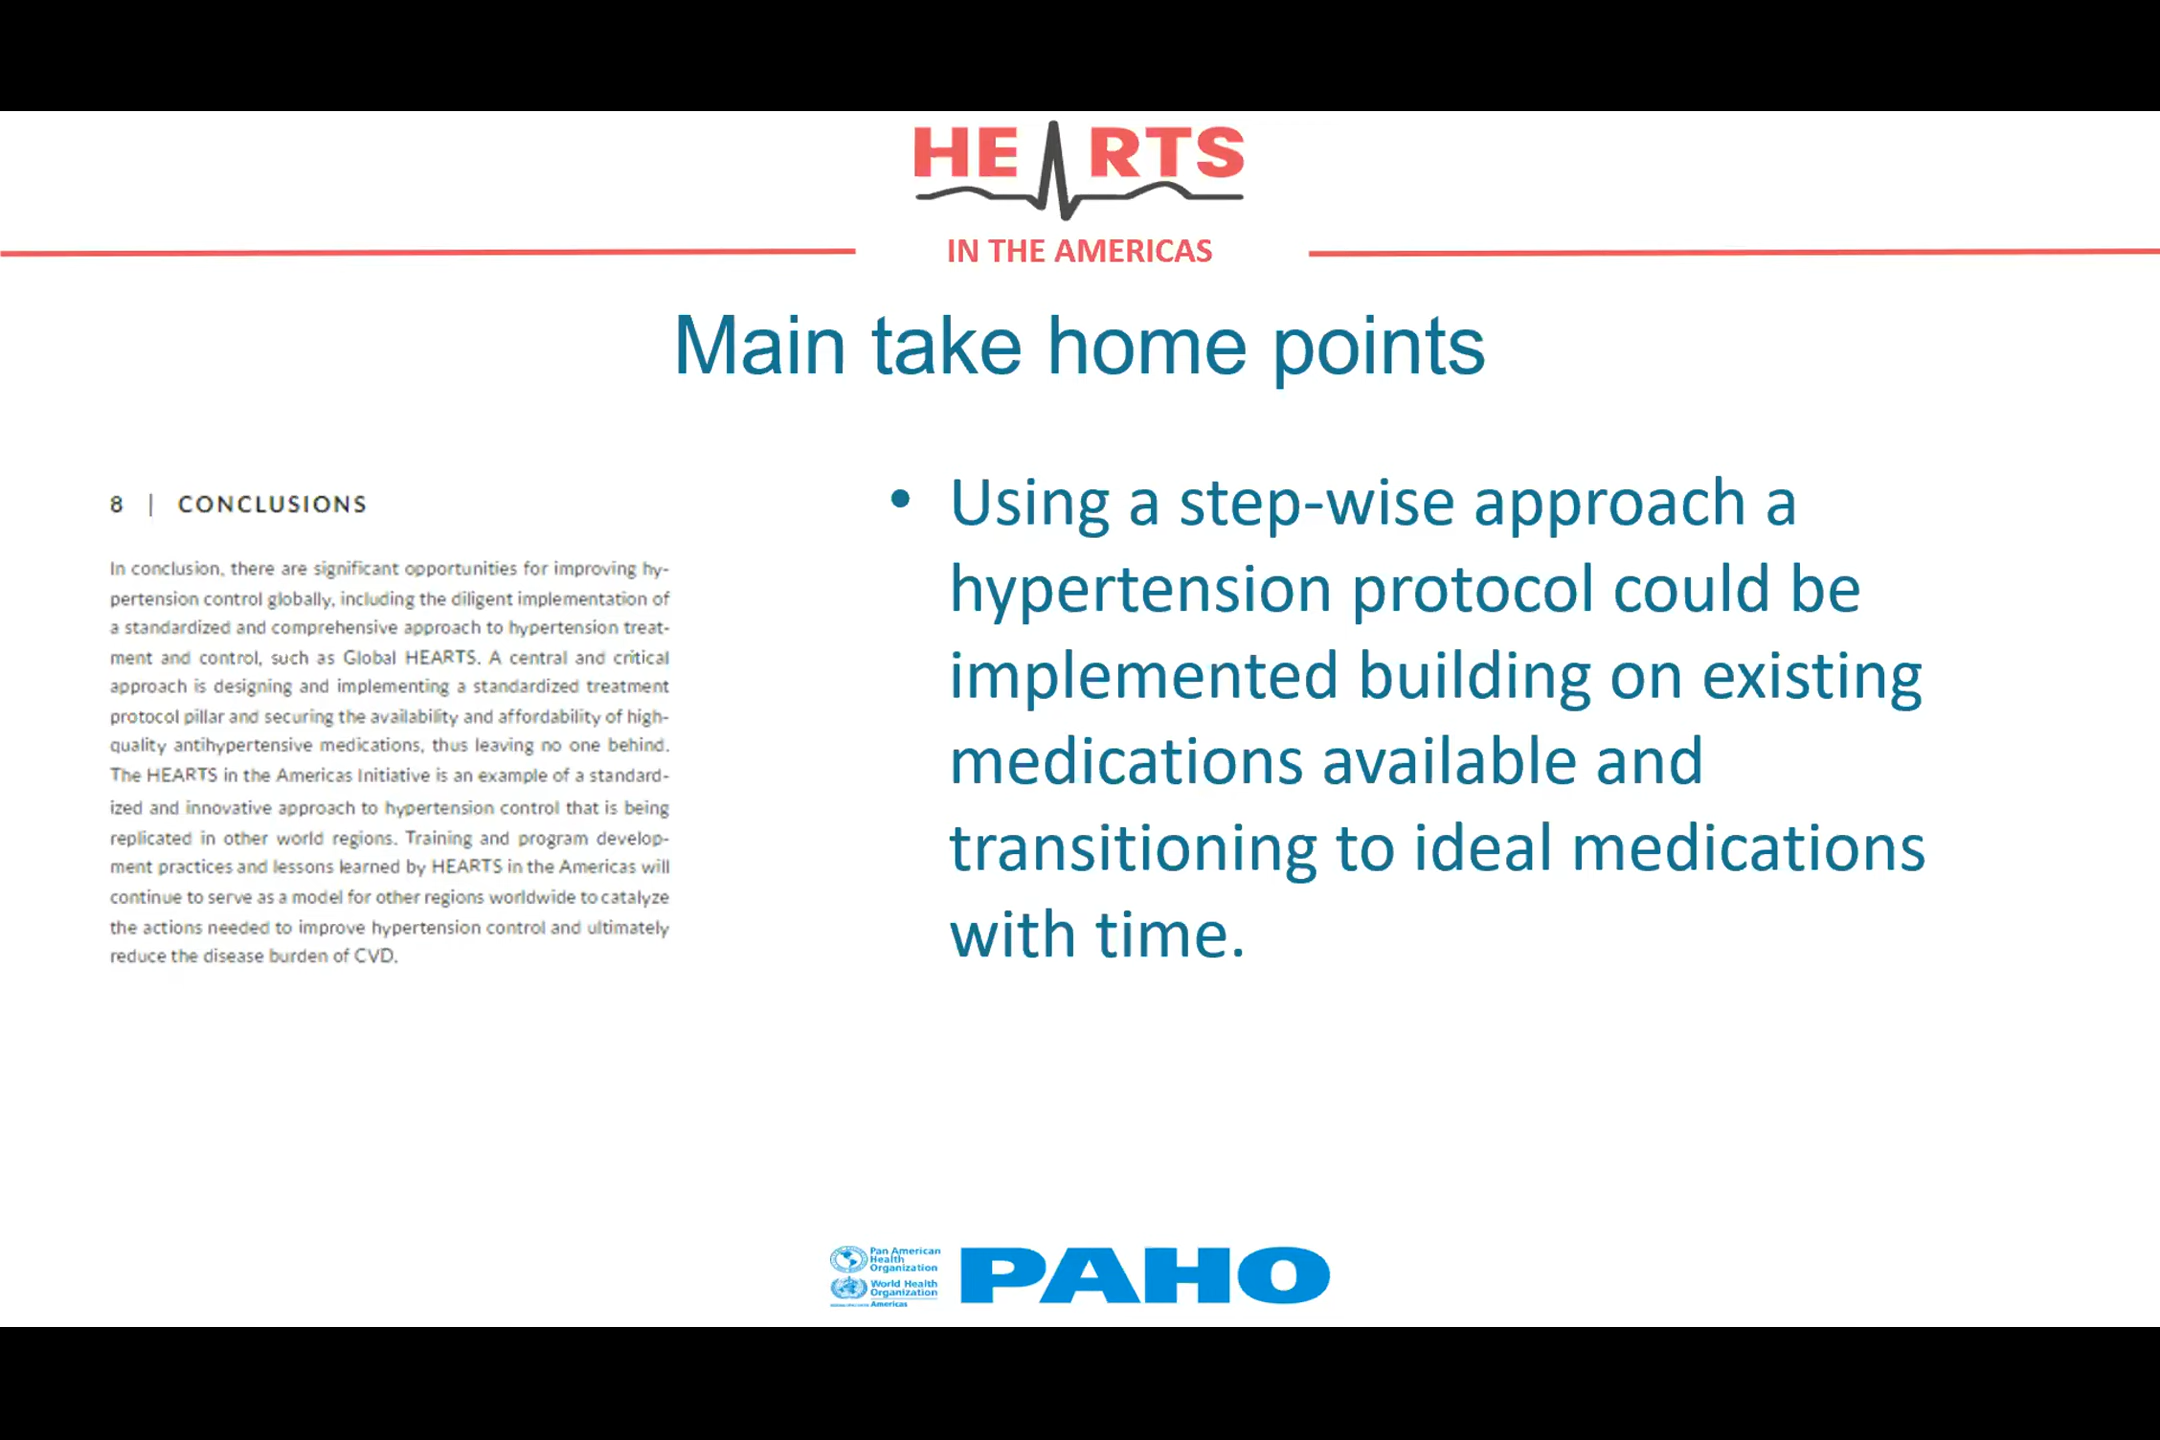 HEARTS
IN THE AMERICAS
Main take home points
8 | CONCLUSIONS
In conclusion, there are significant opportunities for improving hy-
pertension control globally, including the diligent implementation of
a standardized and comprehensive approach to hypertension treat-
ment and control, such as Global HEARTS. A central and critical
approach is designing and implementing a standardized treatment
protocol pillar and securing the availability and affordability of high-
quality antihypertensive medications, thus leaving no one behind.
The HEARTS in the Americas Initiative is an example of a standard-
ized and innovative approach to hypertension control that is being
replicated in other world regions. Training and program develop-
ment practices and lessons learned by HEARTS in the Americas will
continue to serve as a model for other regions worldwide to catalyze
the actions needed to improve hypertension control and ultimately
reduce the disease burden of CVD.
• Using a step-wise approach a
hypertension protocol could be
implemented building on existing
medications available and
transitioning to ideal medications
with time.
Pan American
Health
Organization
World Health
Organization
Americas
PAHO